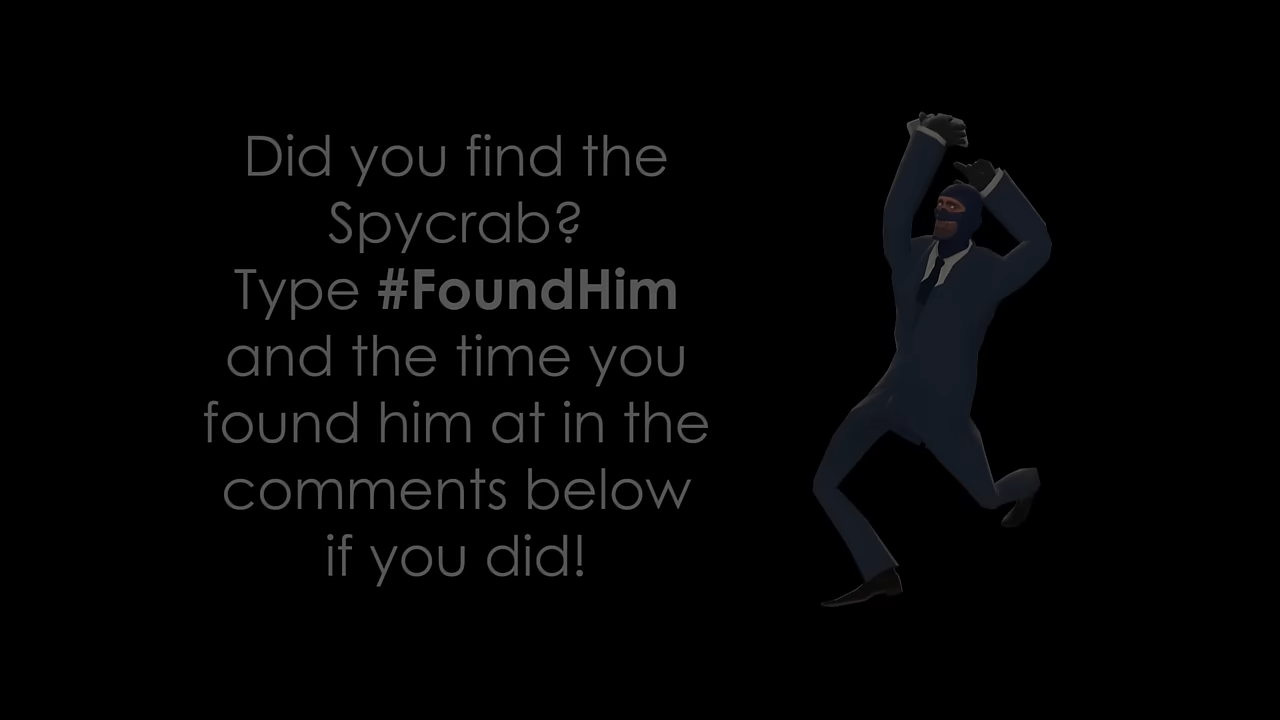 Did you find the
Spycrab?
Type #FoundHim
and the time you
found him at in the
comments below
if you did!